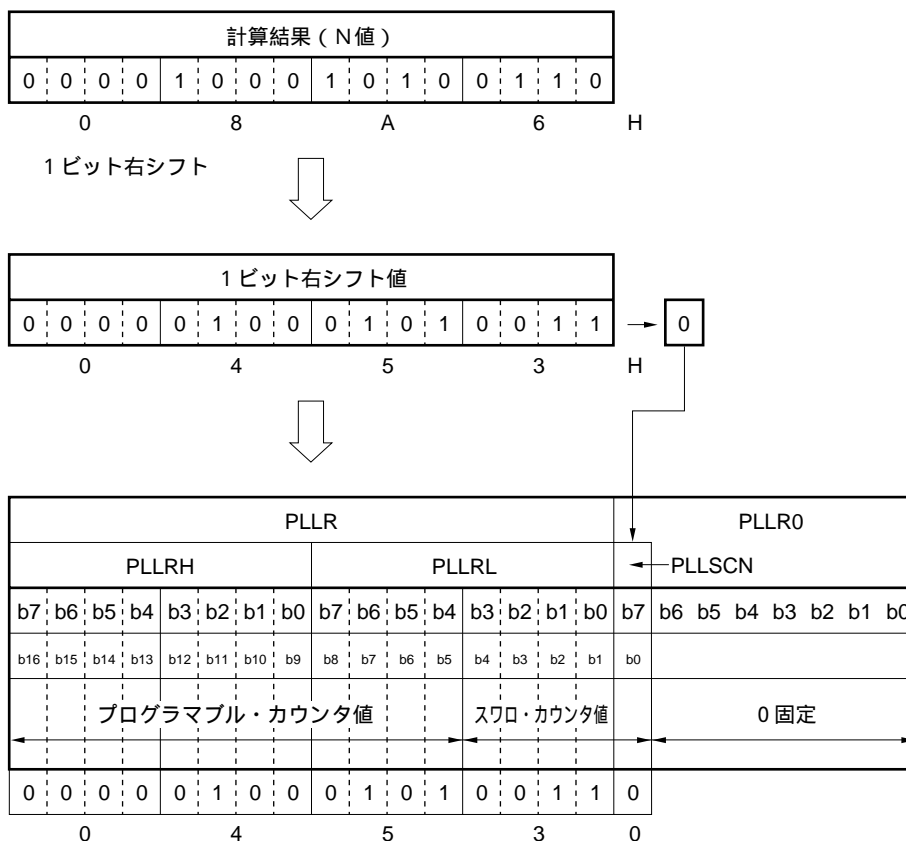 計算結果（N値）
0 0 0 0 1 0 0 0 1 0 1 0 0 1 1 0
0 8 A 6 H
1ビット右シフト
1ビット右シフト値
0 0 0 0 0 1 0 0 0 1 0 1 0 0 1 1 0
0 4 5 3 H
PLLR PLLR0
PLLRH PLLRL PLLSCN
b7 b6 b5 b4 b3 b2 b1 b0 b7 b6 b5 b4 b3 b2 b1 b0 b7 b6 b5 b4 b3 b2 b1 b0
b16 b15 b14 b13 b12 b11 b10 b9 b8 b7 b6 b5 b4 b3 b2 b1 b0
プログラマブル・カウンタ値 スワロ・カウンタ値 0固定
0 0 0 0 0 1 0 0 0 1 0 1 0 0 1 1 0
0 4 5 3 0